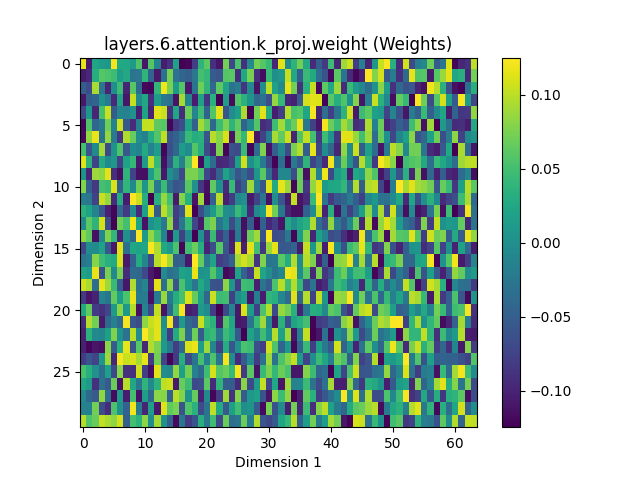 layers.6.attention.k_proj.weight (Weights)
0
5
10
15
20
25
Dimension 2
0 10 20 30 40 50 60
Dimension 1
0.10
0.05
0.00
−0.05
−0.10